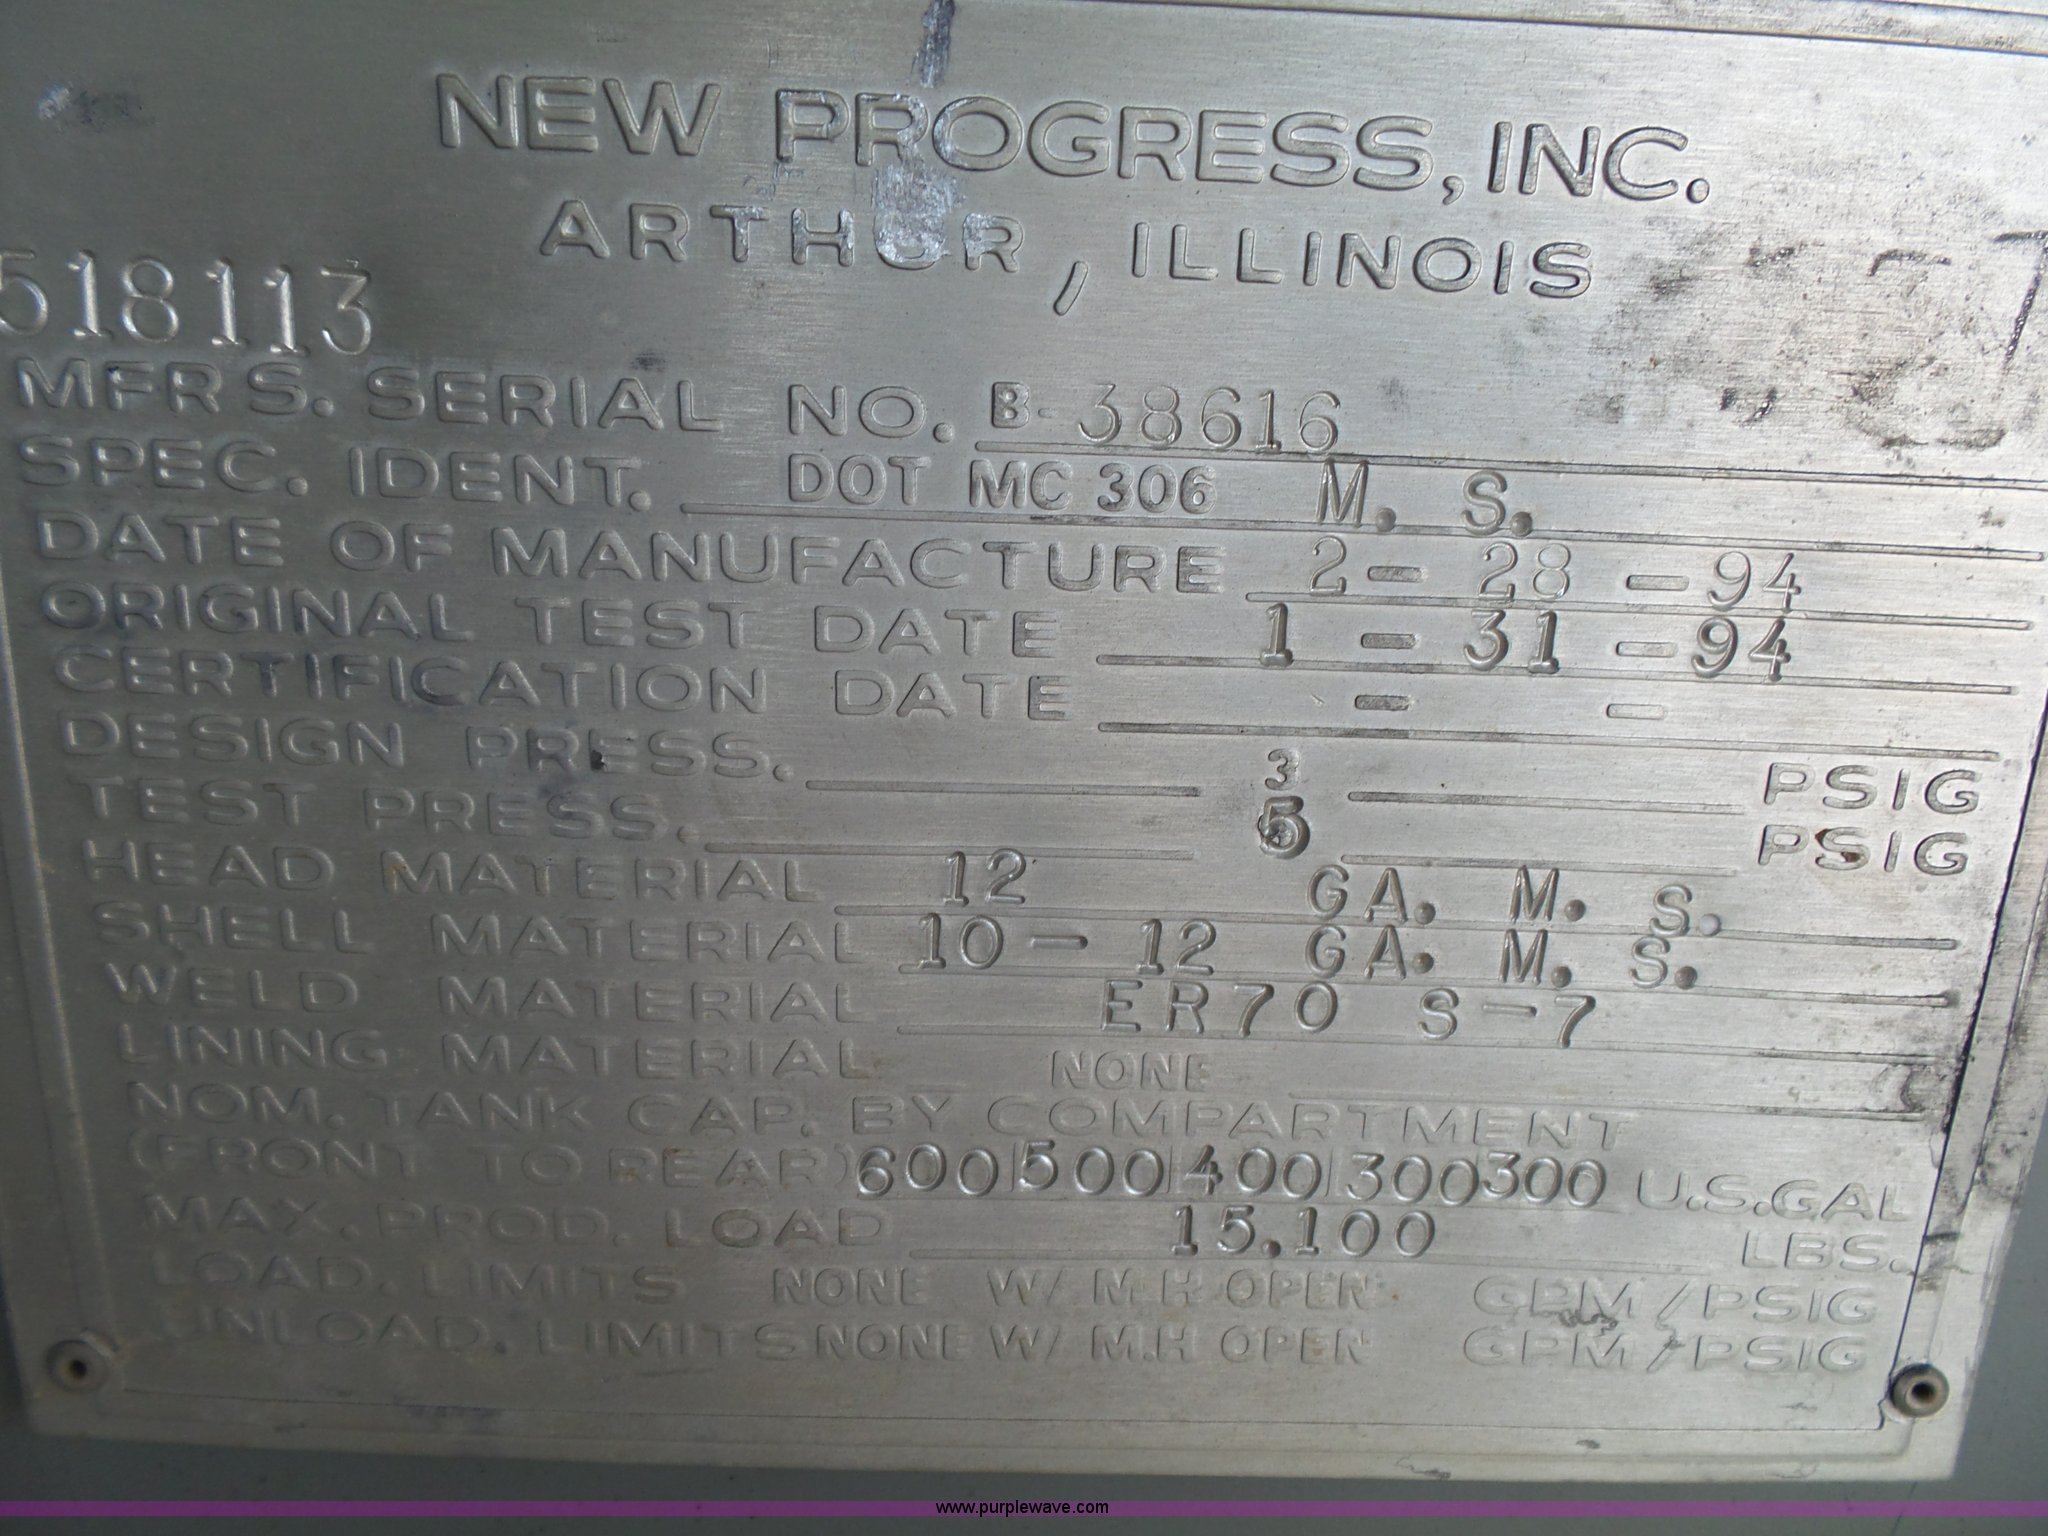 NEW PROGRESS, INC.
ARTHUR, ILLINOIS
518113
MFRS. SERIAL NO. B-38616
SPEC. IDENT. DOT MC 306 M. S.
DATE OF MANUFACTURE 2-28-94
ORIGINAL TEST DATE 1-31-94
CERTIFICATION DATE - -
DESIGN PRESS. 3 PSIG
TEST PRESS. 5 PSIG
HEAD MATERIAL 12 GA. M. S.
SHELL MATERIAL 10-12 GA. M. S.
WELD MATERIAL ER70 S-7
LINING MATERIAL NONE
NOM. TANK CAP. BY COMPARTMENT
(FRONT TO REAR) 600|500|400|300 300 U.S.GAL
MAX. PROD. LOAD 15.100 LBS.
LOAD. LIMITS NONE W/ M.H OPEN GPM/PSIG
UNLOAD. LIMITS NONE W/ M.H OPEN GPM/PSIG
www.purplewave.com